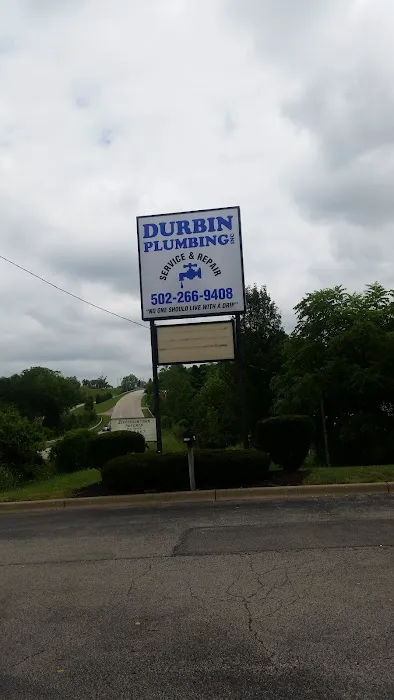 DURBIN
PLUMBING INC
SERVICE & REPAIR
502-266-9408
"NO ONE SHOULD LIVE WITH A DRIP"